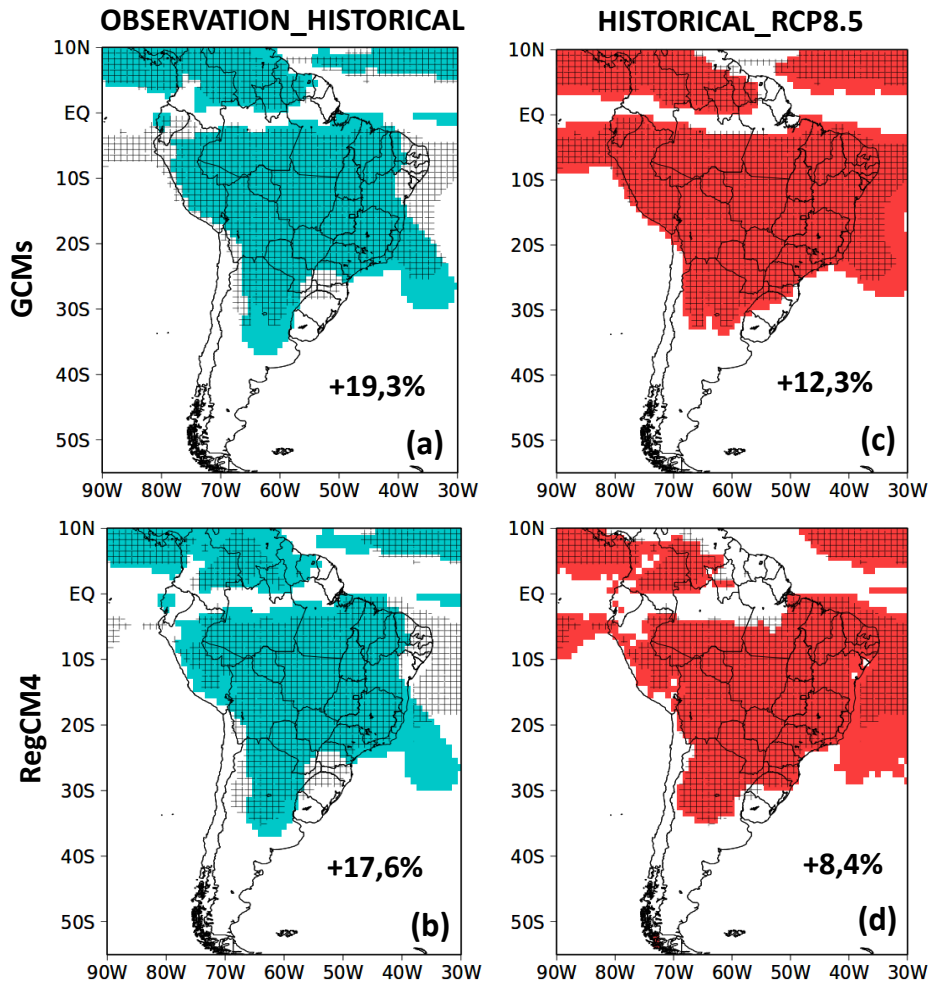 OBSERVATION_HISTORICAL
HISTORICAL_RCP8.5
GCMs
10N
EQ
10S
20S
30S
40S
50S
90W 80W 70W 60W 50W 40W 30W
+19,3%
(a)
10N
EQ
10S
20S
30S
40S
50S
90W 80W 70W 60W 50W 40W 30W
+12,3%
(c)
RegCM4
10N
EQ
10S
20S
30S
40S
50S
90W 80W 70W 60W 50W 40W 30W
+17,6%
(b)
10N
EQ
10S
20S
30S
40S
50S
90W 80W 70W 60W 50W 40W 30W
+8,4%
(d)